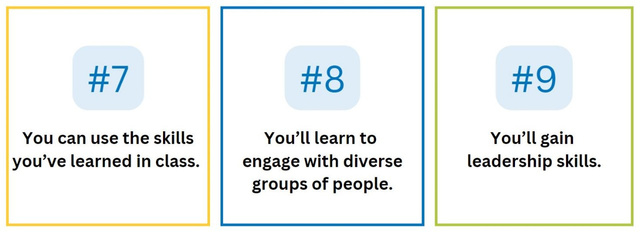 #7
You can use the skills
you’ve learned in class.
#8
You’ll learn to
engage with diverse
groups of people.
#9
You’ll gain
leadership skills.